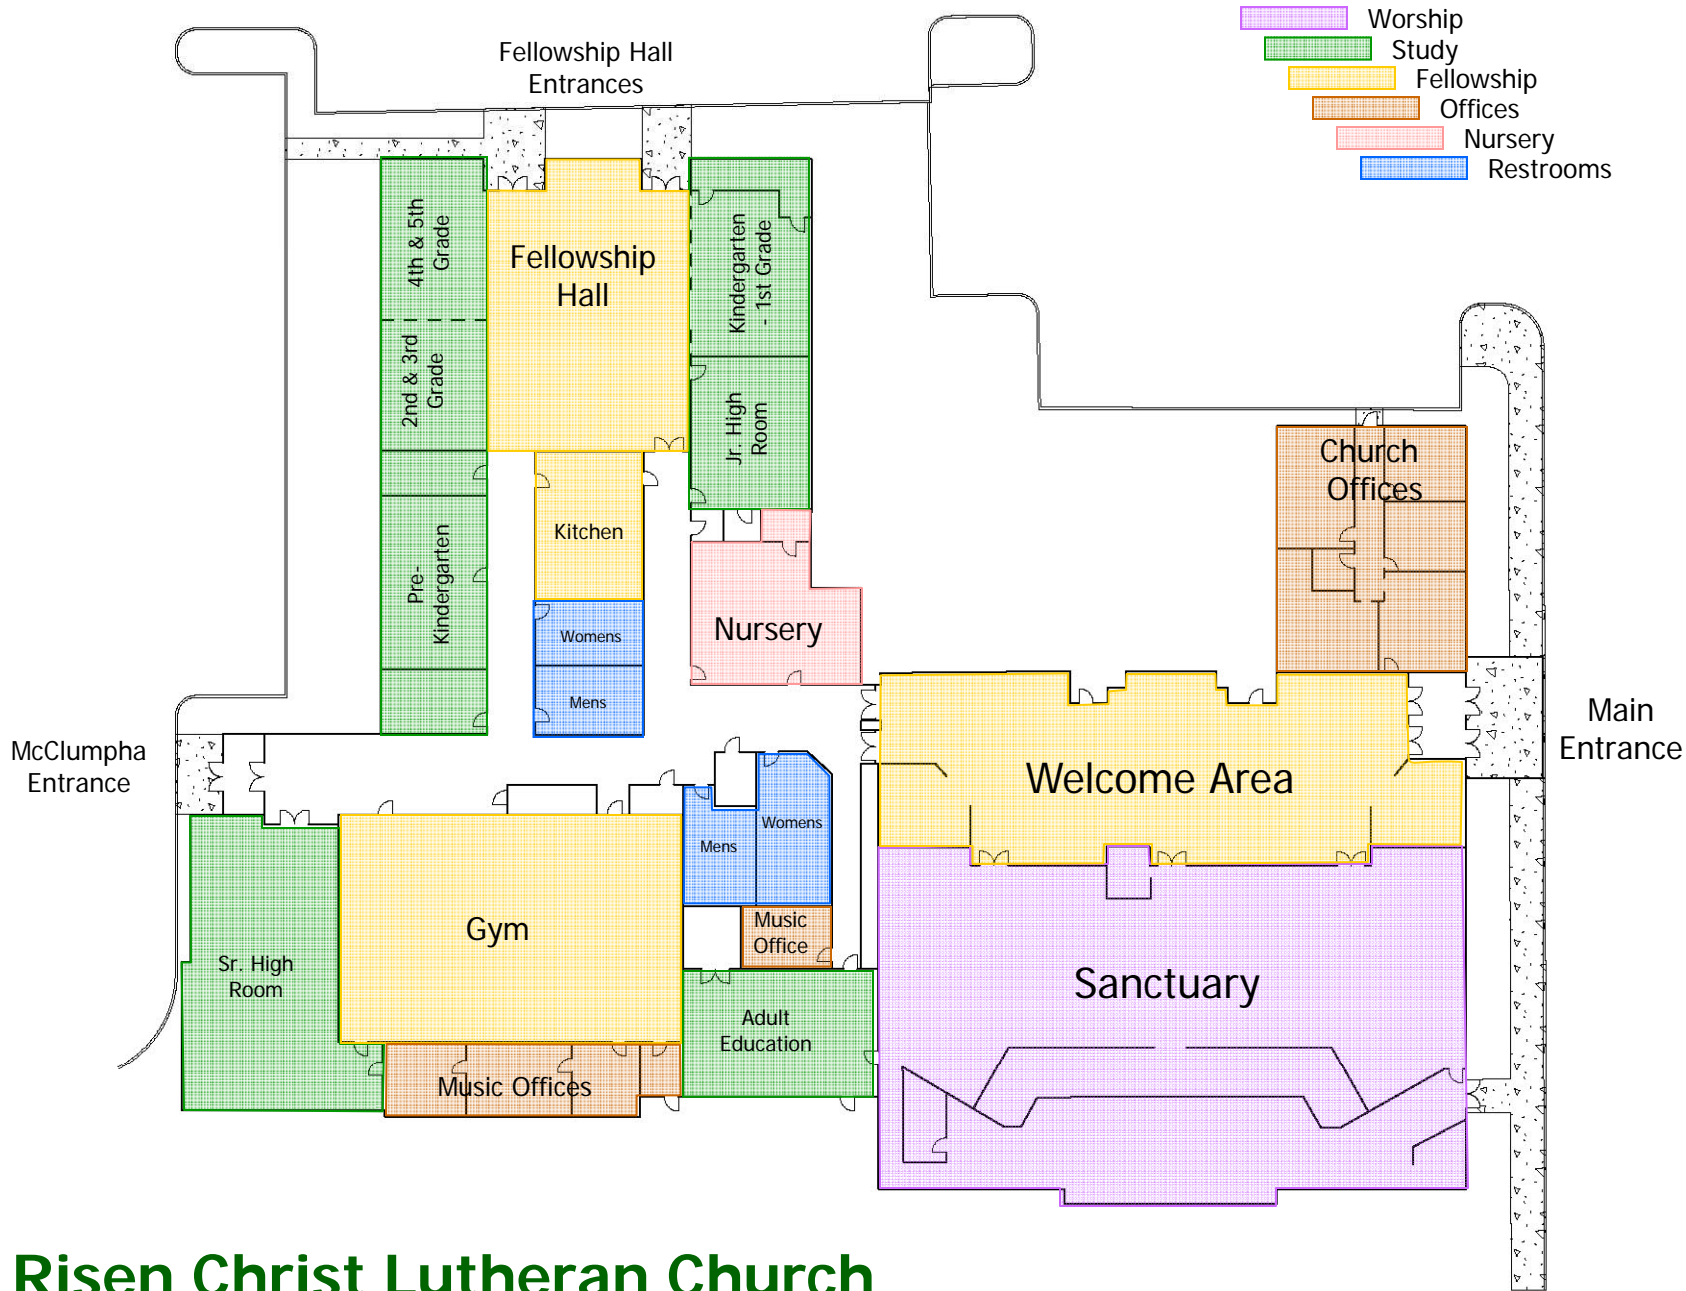 Worship
Study
Fellowship
Offices
Nursery
Restrooms
Fellowship Hall
Entrances
4th & 5th
Grade
2nd & 3rd
Grade
Pre-
Kindergarten
Fellowship
Hall
Kindergarten
- 1st Grade
Jr. High
Room
Kitchen
Womens
Mens
Nursery
Church
Offices
Main
Entrance
McClumpha
Entrance
Welcome Area
Mens
Womens
Music
Office
Gym
Sr. High
Room
Sanctuary
Adult
Education
Music Offices
Risen Christ Lutheran Church